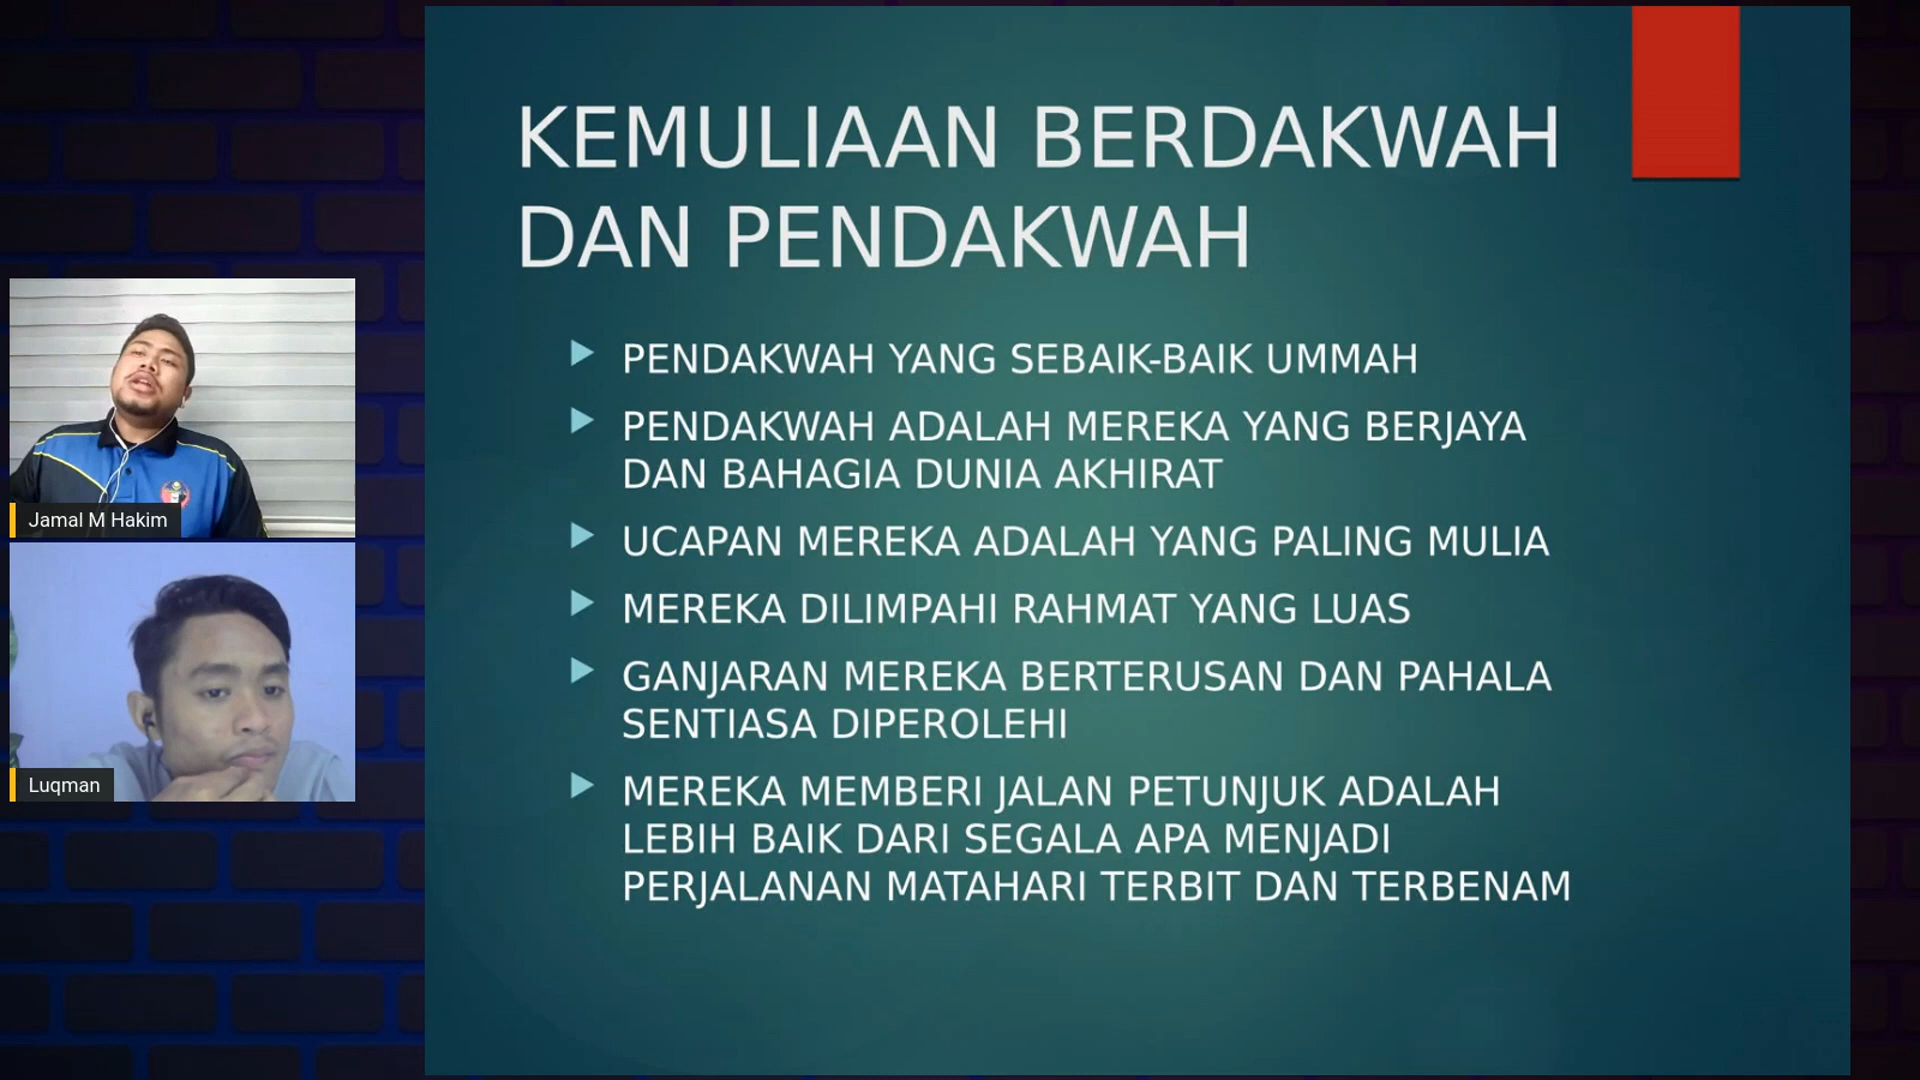 KEMULIAAN BERDAKWAH
DAN PENDAKWAH
PENDAKWAH YANG SEBAIK-BAIK UMMAH
PENDAKWAH ADALAH MEREKA YANG BERJAYA
DAN BAHAGIA DUNIA AKHIRAT
UCAPAN MEREKA ADALAH YANG PALING MULIA
MEREKA DILIMPAHI RAHMAT YANG LUAS
GANJARAN MEREKA BERTERUSAN DAN PAHALA
SENTIASA DIPEROLEHI
MEREKA MEMBERI JALAN PETUNJUK ADALAH
LEBIH BAIK DARI SEGALA APA MENJADI
PERJALANAN MATAHARI TERBIT DAN TERBENAM
Jamal M Hakim
Luqman